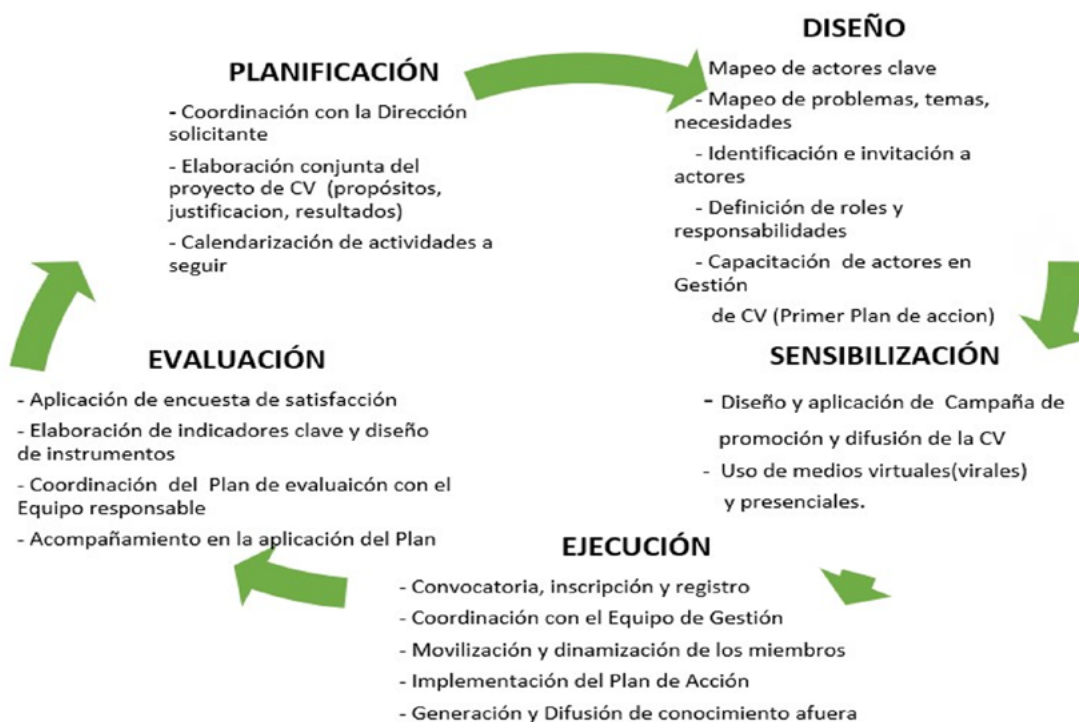 PLANIFICACIÓN
- Coordinación con la Dirección
solicitante
- Elaboración conjunta del
proyecto de CV (propósitos,
justificacion, resultados)
- Calendarización de actividades a
seguir
DISEÑO
Mapeo de actores clave
- Mapeo de problemas, temas,
necesidades
- Identificación e invitación a
actores
- Definición de roles y
responsabilidades
- Capacitación de actores en
Gestión
de CV (Primer Plan de accion)
SENSIBILIZACIÓN
- Diseño y aplicación de Campaña de
promoción y difusión de la CV
- Uso de medios virtuales(virales)
y presenciales.
EJECUCIÓN
- Convocatoria, inscripción y registro
- Coordinación con el Equipo de Gestión
- Movilización y dinamización de los miembros
- Implementación del Plan de Acción
- Generación y Difusión de conocimiento afuera
EVALUACIÓN
- Aplicación de encuesta de satisfacción
- Elaboración de indicadores clave y diseño
de instrumentos
- Coordinación del Plan de evaluaicón con el
Equipo responsable
- Acompañamiento en la aplicación del Plan